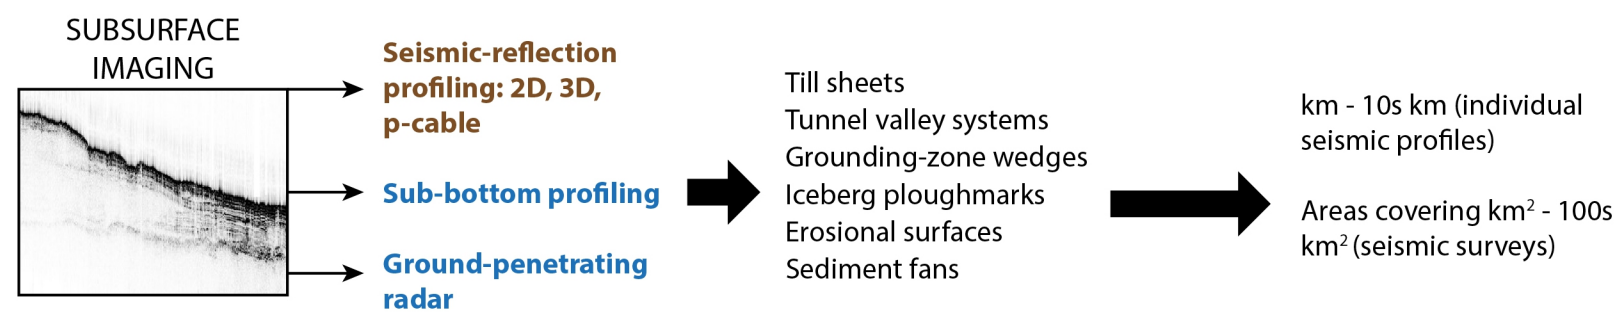 SUBSURFACE
IMAGING
Seismic-reflection
profiling: 2D, 3D,
p-cable
Sub-bottom profiling
Ground-penetrating
radar
Till sheets
Tunnel valley systems
Grounding-zone wedges
Iceberg ploughmarks
Erosional surfaces
Sediment fans
km - 10s km (individual
seismic profiles)
Areas covering km² - 100s
km² (seismic surveys)